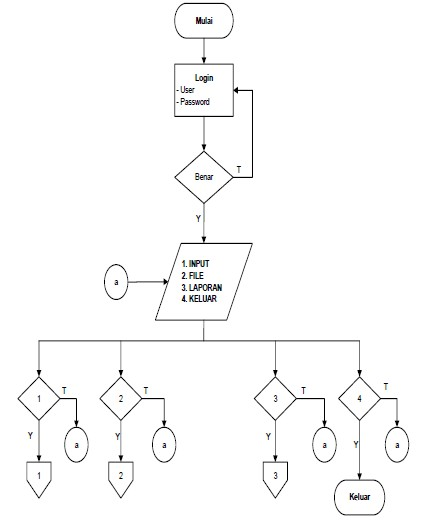 Mulai
Login
- User
- Password
Benar
T
Y
a
1. INPUT
2. FILE
3. LAPORAN
4. KELUAR
1
T
2
T
3
T
4
T
Y
a
Y
a
Y
a
Y
a
1
2
3
Keluar